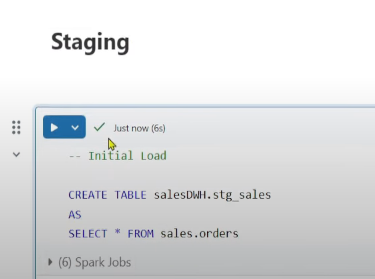 Staging
Just now (6s)
-- Initial Load
CREATE TABLE salesDWH.stg_sales
AS
SELECT * FROM sales.orders
(6) Spark Jobs